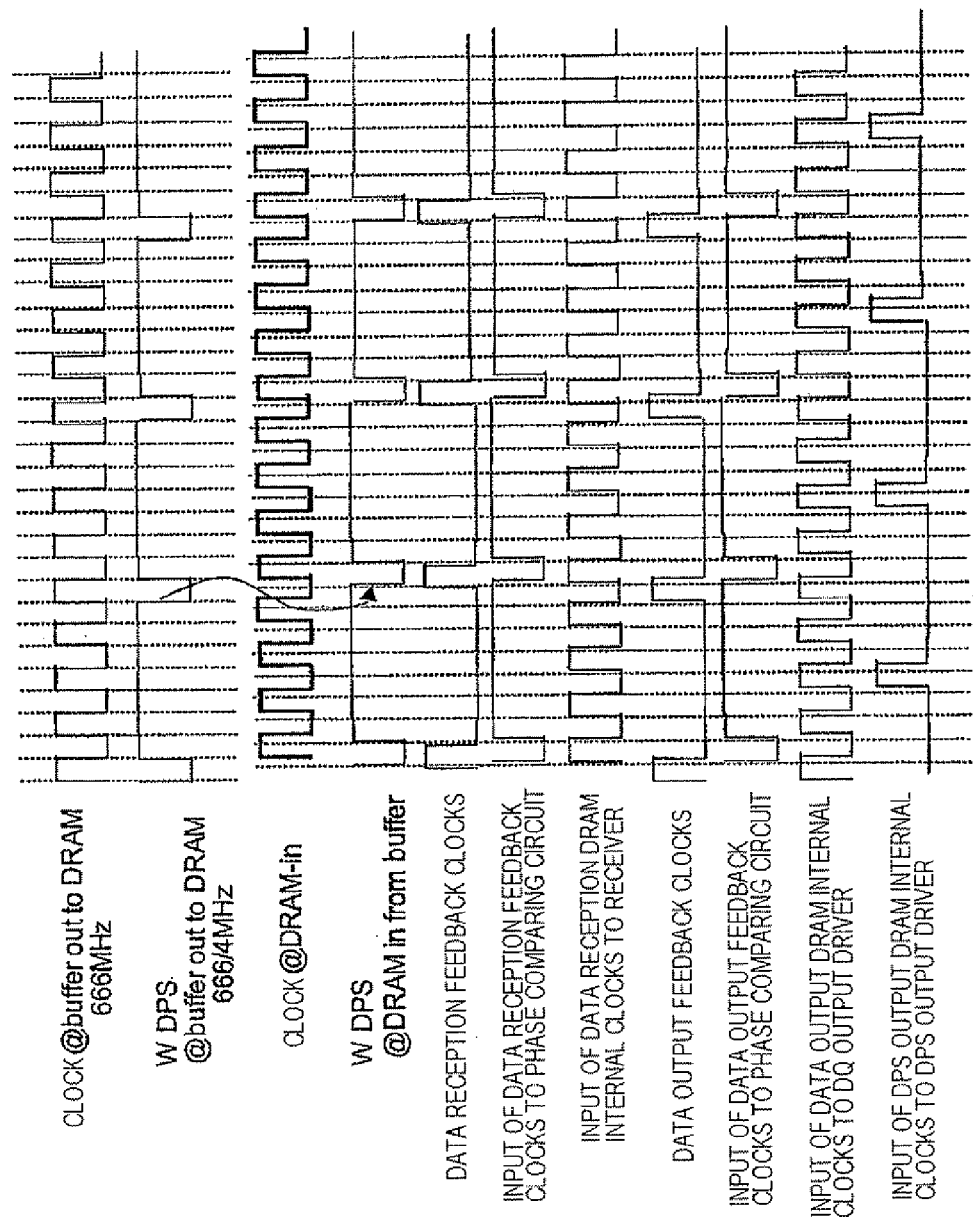 CLOCK @buffer out to DRAM
666MHz
W DPS.
@buffer out to DRAM
666/4MHz
CLOCK @DRAM-in
W DPS
@DRAM in from buffer
DATA RECEPTION FEEDBACK CLOCKS
INPUT OF DATA RECEPTION FEEDBACK
CLOCKS TO PHASE COMPARING CIRCUIT
INPUT OF DATA RECEPTION DRAM
INTERNAL CLOCKS TO RECEIVER
DATA OUTPUT FEEDBACK CLOCKS
INPUT OF DATA OUTPUT FEEDBACK
CLOCKS TO PHASE COMPARING CIRCUIT
INPUT OF DATA OUTPUT DRAM INTERNAL
CLOCKS TO DQ OUTPUT DRIVER
INPUT OF DPS OUTPUT DRAM INTERNAL
CLOCKS TO DPS OUTPUT DRIVER